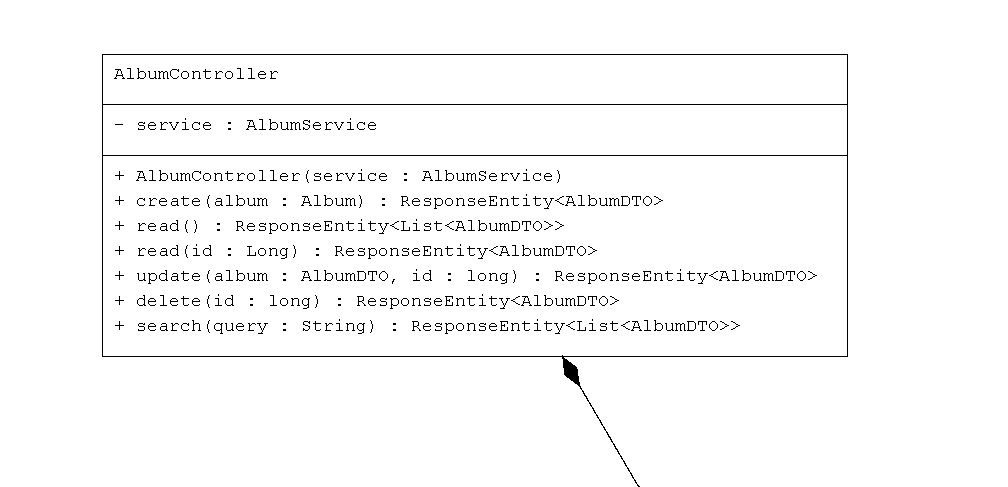 AlbumController
- service : AlbumService
+ AlbumController(service : AlbumService)
+ create(album : Album) : ResponseEntity<AlbumDTO>
+ read() : ResponseEntity<List<AlbumDTO>>
+ read(id : Long) : ResponseEntity<AlbumDTO>
+ update(album : AlbumDTO, id : long) : ResponseEntity<AlbumDTO>
+ delete(id : long) : ResponseEntity<AlbumDTO>
+ search(query : String) : ResponseEntity<List<AlbumDTO>>